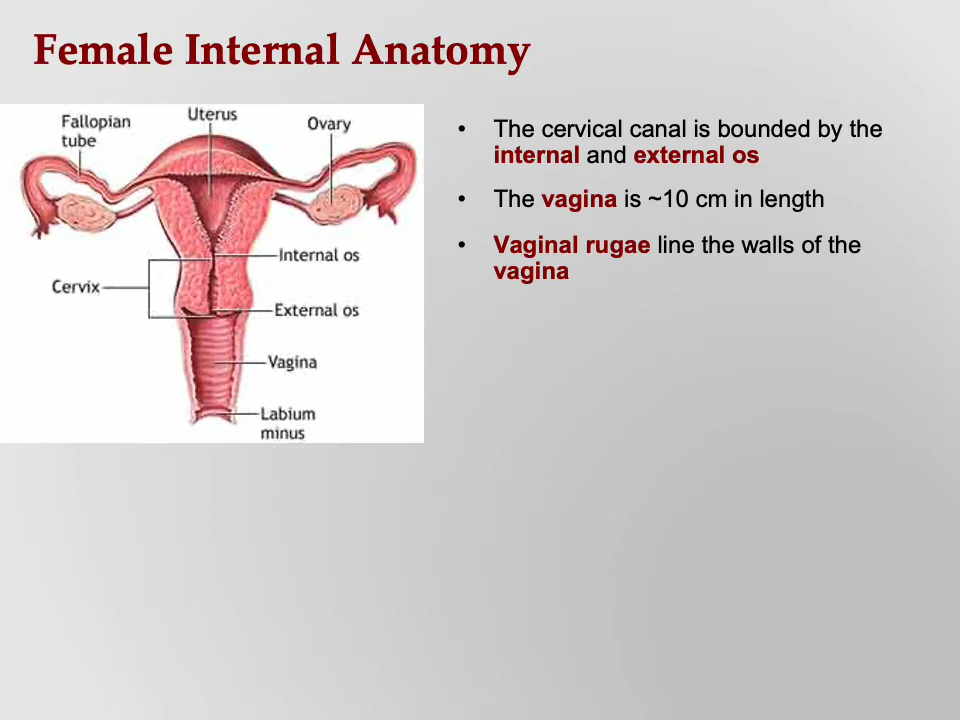 Female Internal Anatomy
Fallopian
tube
Uterus
Ovary
Internal os
Cervix
External os
Vagina
Labium
minus
• The cervical canal is bounded by the
internal and external os
• The vagina is ~10 cm in length
• Vaginal rugae line the walls of the
vagina